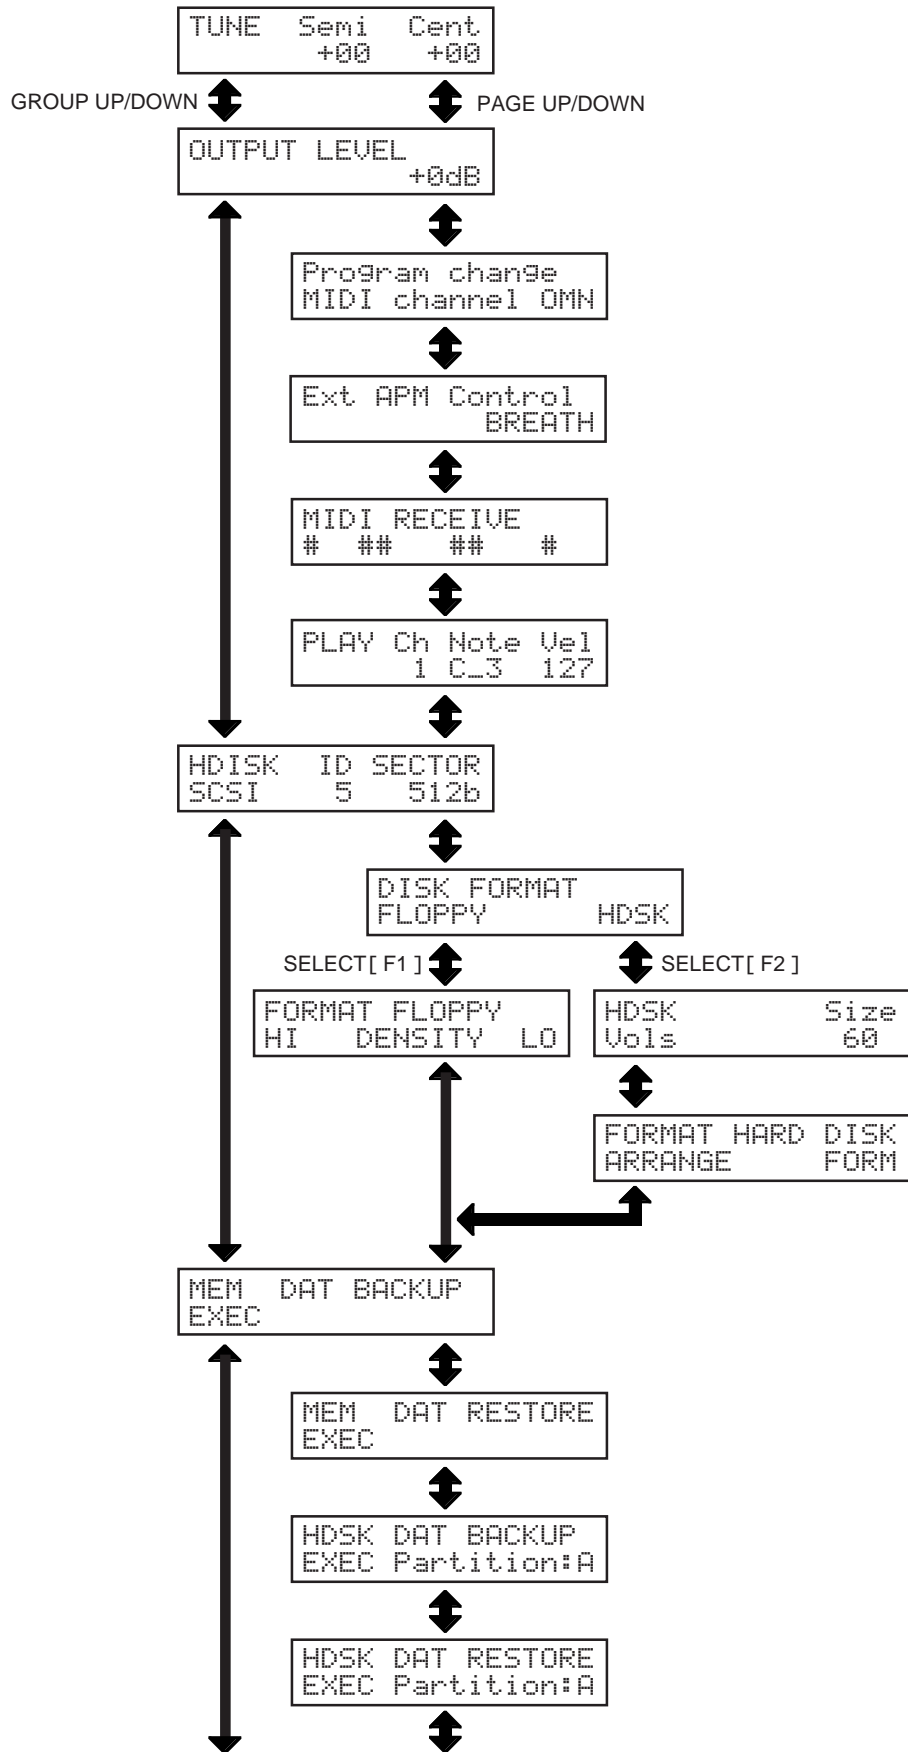 TUNE Semi Cent
+00 +00
GROUP UP/DOWN
PAGE UP/DOWN
OUTPUT LEVEL
+0dB
Program change
MIDI channel OMN
Ext APM Control
BREATH
MIDI RECEIVE
# ## ## #
PLAY Ch Note Vel
1 C_3 127
HDISK ID SECTOR
SCSI 5 512b
DISK FORMAT
FLOPPY HDSK
SELECT[ F1 ]
SELECT[ F2 ]
FORMAT FLOPPY
HI DENSITY LO
HDSK Size
Vols 60
FORMAT HARD DISK
ARRANGE FORM
MEM DAT BACKUP
EXEC
MEM DAT RESTORE
EXEC
HDSK DAT BACKUP
EXEC Partition:A
HDSK DAT RESTORE
EXEC Partition:A